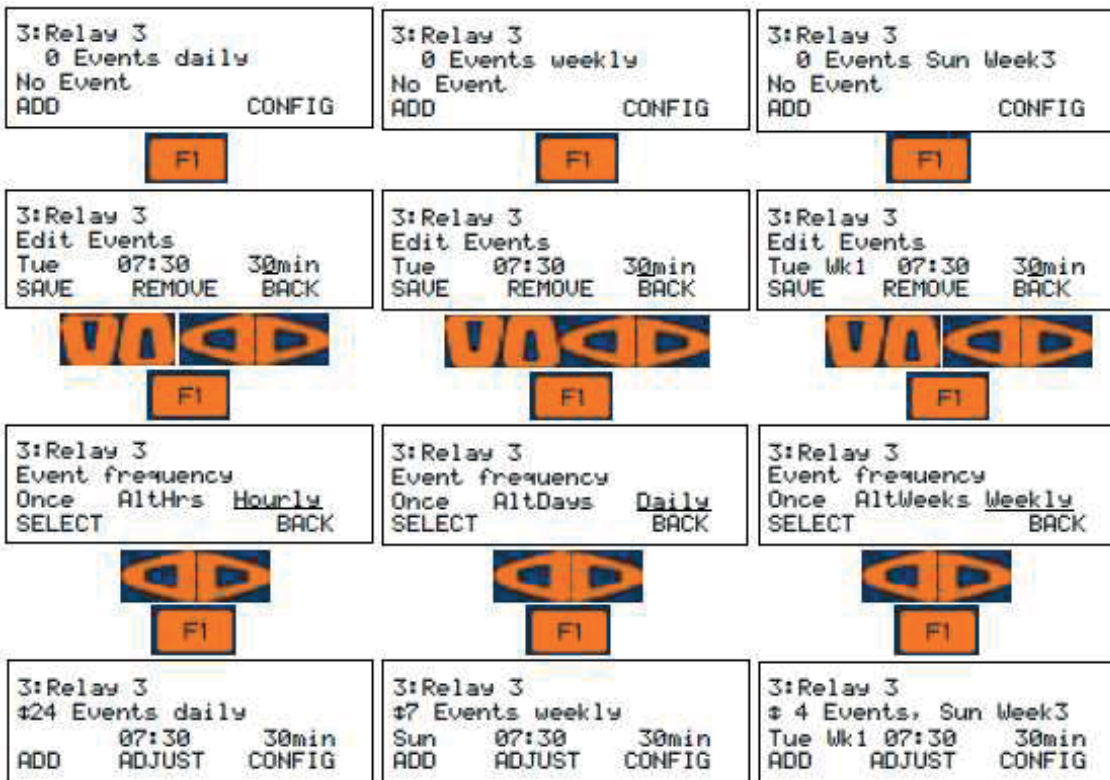 3:Relay 3
0 Events daily
No Event
ADD CONFIG
3:Relay 3
0 Events weekly
No Event
ADD CONFIG
3:Relay 3
0 Events Sun Week3
No Event
ADD CONFIG
F1
F1
F1
3:Relay 3
Edit Events
Tue 07:30 30min
SAVE REMOVE BACK
3:Relay 3
Edit Events
Tue 07:30 30min
SAVE REMOVE BACK
3:Relay 3
Edit Events
Tue Wk1 07:30 30min
SAVE REMOVE BACK
F1
F1
F1
3:Relay 3
Event frequency
Once AltHrs Hourly
SELECT BACK
3:Relay 3
Event frequency
Once AltDays Daily
SELECT BACK
3:Relay 3
Event frequency
Once AltWeeks Weekly
SELECT BACK
F1
F1
F1
3:Relay 3
↕24 Events daily
07:30 30min
ADD ADJUST CONFIG
3:Relay 3
↕7 Events weekly
Sun 07:30 30min
ADD ADJUST CONFIG
3:Relay 3
↕ 4 Events, Sun Week3
Tue Wk1 07:30 30min
ADD ADJUST CONFIG